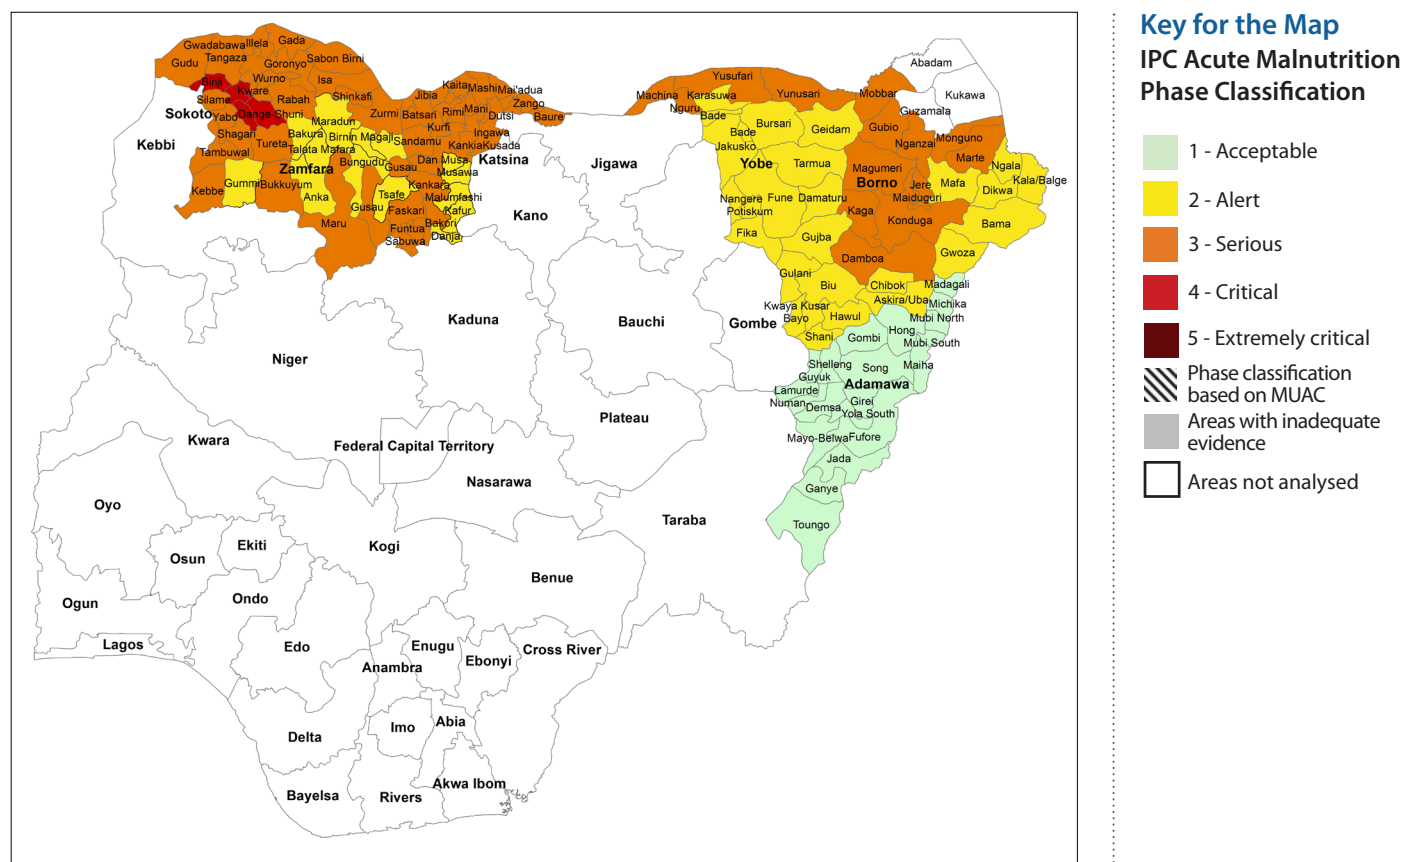 Key for the Map
IPC Acute Malnutrition
Phase Classification
1 - Acceptable
2 - Alert
3 - Serious
4 - Critical
5 - Extremely critical
Phase classification
based on MUAC
Areas with inadequate
evidence
Areas not analysed
Gwadabawa
Illela
Gada
Gudu
Tangaza
Goronyo
Sabon Birni
Binji
Wurno
Isa
Kware
Silame
Rabah
Shinkafi
Sokoto
Yabo
Dange-Shuni
Maradun
Zurmi
Kebbi
Shagari
Bakura
Birnin Magaji
Tambuwal
Tureta
Talata Mafara
Zamfara
Bungudu
Kebbe
Gummi
Bukkuyum
Anka
Gusau
Gusau
Tsafe
Maru
Jibia
Kaita
Mashi
Mai'adua
Zango
Batsari
Rimi
Mani
Dutsi
Baure
Kurfi
Ingawa
Sandamu
Kankia
Kusada
Dan Musa
Katsina
Musawa
Kankara
Malumfashi
Faskari
Kafur
Funtua
Bakori
Sabuwa
Danja
Jigawa
Kano
Machina
Yusufari
Nguru
Karasuwa
Yunusari
Bade
Bade
Bursari
Geidam
Jakusko
Yobe
Tarmua
Nangere
Potiskum
Fune
Damaturu
Fika
Gujba
Gulani
Abadam
Mobbar
Kukawa
Guzamala
Gubio
Nganzai
Monguno
Marte
Magumeri
Ngala
Borno
Jere
Mafa
Kala/Balge
Maiduguri
Dikwa
Kaga
Konduga
Bama
Damboa
Gwoza
Biu
Chibok
Askira/Uba
Kwaya Kusar
Bayo
Hawul
Shani
Madagali
Michika
Mubi North
Hong
Gombi
Mubi South
Shelleng
Song
Maiha
Guyuk
Adamawa
Lamurde
Numan
Demsa
Girei
Yola South
Mayo-Belwa
Fufore
Jada
Ganye
Toungo
Kaduna
Bauchi
Gombe
Niger
Plateau
Kwara
Federal Capital Territory
Nasarawa
Oyo
Taraba
Osun
Ekiti
Kogi
Benue
Ogun
Ondo
Lagos
Edo
Enugu
Ebonyi
Cross River
Anambra
Delta
Imo
Abia
Bayelsa
Rivers
Akwa Ibom